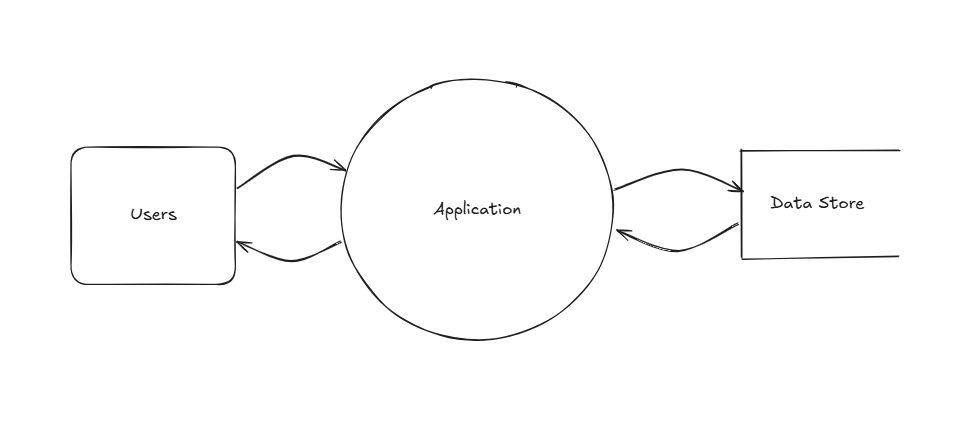 Users
Application
Data Store